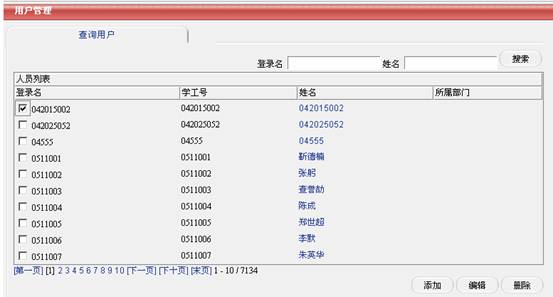 用户管理
查询用户
登录名 姓名 搜索
人员列表
登录名 学工号 姓名 所属部门
042015002 042015002 042015002
042025052 042025052 042025052
04555 04555 04555
0511001 0511001 靳德楠
0511002 0511002 张躬
0511003 0511003 查誉劼
0511004 0511004 陈成
0511005 0511005 郑世超
0511006 0511006 李默
0511007 0511007 朱英华
[第一页] [1] 2 3 4 5 6 7 8 9 10 [下一页] [下十页] [末页] 1 - 10 / 7134
添加 编辑 删除